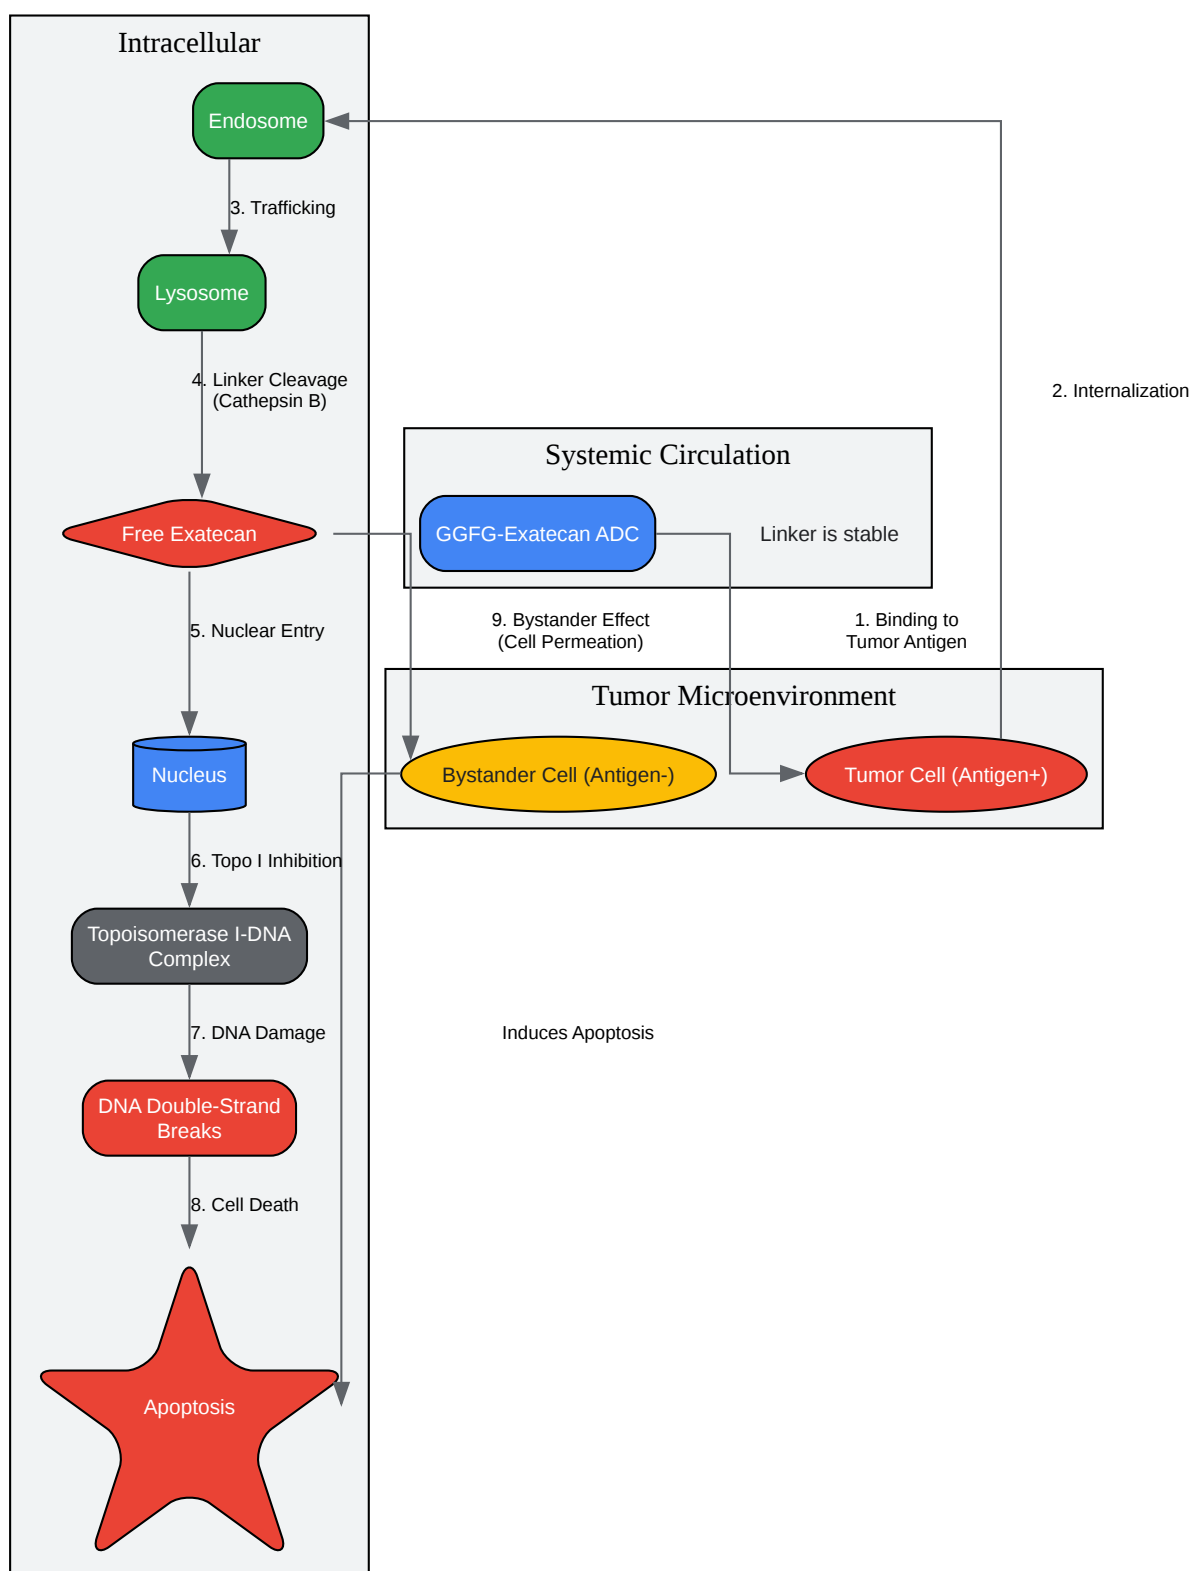 Intracellular
Endosome
3. Trafficking
Lysosome
4. Linker Cleavage
(Cathepsin B)
2. Internalization
Systemic Circulation
Free Exatecan
GGFG-Exatecan ADC
Linker is stable
5. Nuclear Entry
9. Bystander Effect
(Cell Permeation)
1. Binding to
Tumor Antigen
Tumor Microenvironment
Nucleus
Bystander Cell (Antigen-)
Tumor Cell (Antigen+)
6. Topo I Inhibition
Topoisomerase I-DNA
Complex
7. DNA Damage
Induces Apoptosis
DNA Double-Strand
Breaks
8. Cell Death
Apoptosis